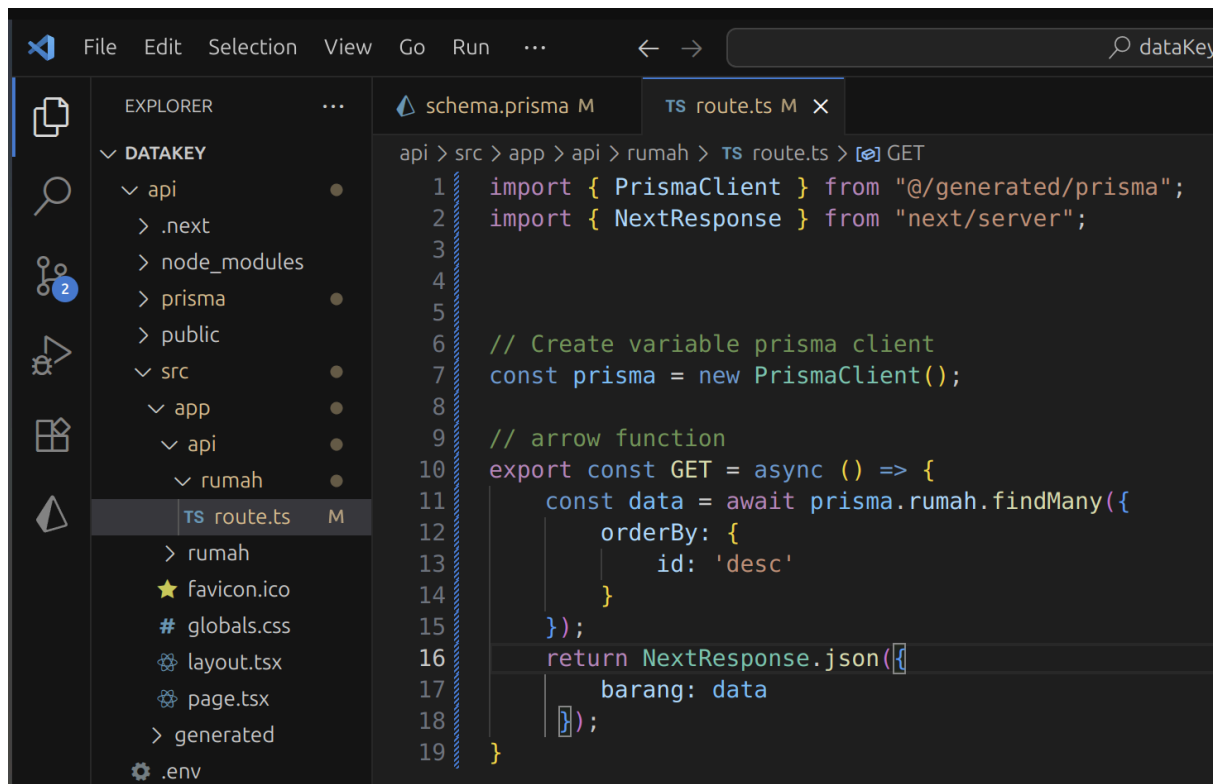 File Edit Selection View Go Run ... dataKey
EXPLORER ...
DATAKEY
api
.next
node_modules
prisma
public
src
app
api
rumah
TS route.ts M
rumah
favicon.ico
# globals.css
layout.tsx
page.tsx
generated
.env
2
schema.prisma M TS route.ts M ×
api > src > app > api > rumah > TS route.ts > GET
1 import { PrismaClient } from "@/generated/prisma";
2 import { NextResponse } from "next/server";
3
4
5
6 // Create variable prisma client
7 const prisma = new PrismaClient();
8
9 // arrow function
10 export const GET = async () => {
11     const data = await prisma.rumah.findMany({
12         orderBy: {
13             id: 'desc'
14         }
15     });
16     return NextResponse.json({
17         barang: data
18      });
19 }